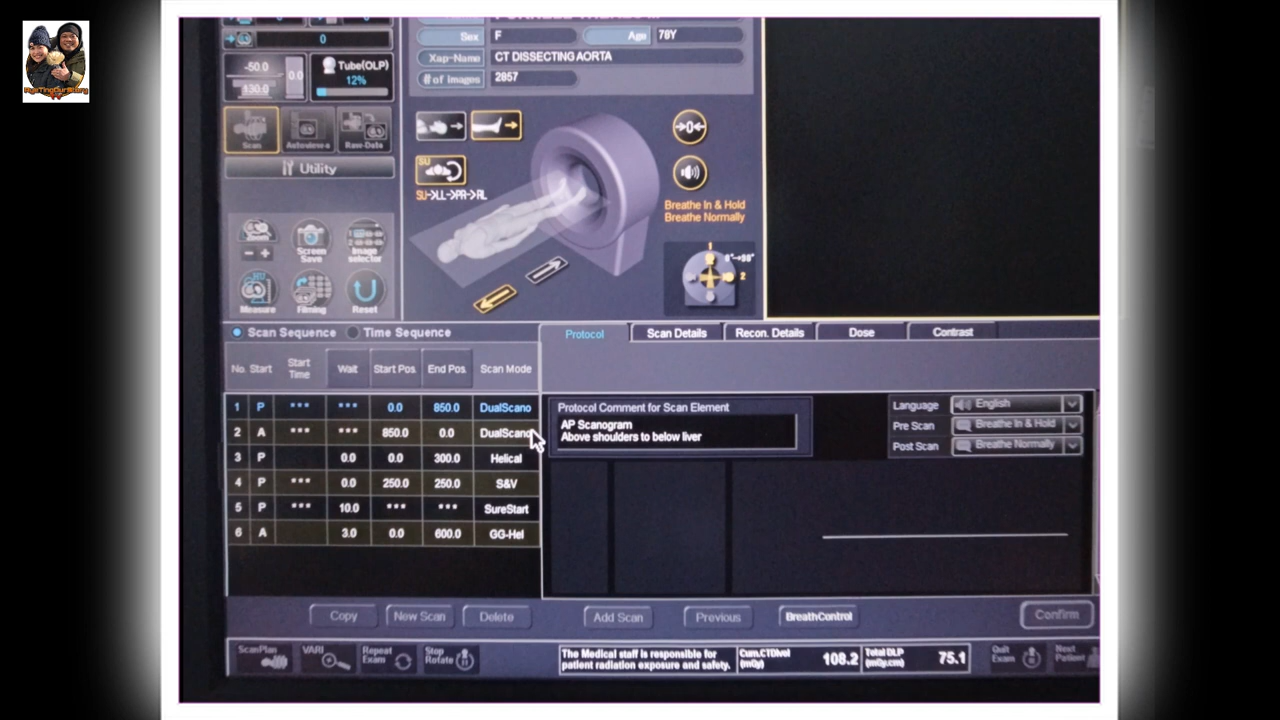 0
Sex F Age 78Y
Xap-Name CT DISSECTING AORTA
# of Images 2857
-50.0
130.0
0.0
Tube(OLP)
12%
Scan
Autoview-a
Raw-Data
Utility
SU
SU->LL->PR->RL
Breathe In & Hold
Breathe Normally
1
2
Screen Save
1
2
Image selector
HU
Measure
Filming
Reset
Scan Sequence Time Sequence
Protocol Scan Details Recon. Details Dose Contrast
No. Start Start Time Wait Start Pos. End Pos. Scan Mode
1 P *** *** 0.0 850.0 DualScano
2 A *** *** 850.0 0.0 DualScano
3 P 0.0 0.0 300.0 Helical
4 P *** 0.0 250.0 250.0 S&V
5 P *** 10.0 *** *** SureStart
6 A 3.0 0.0 600.0 GG-Hel
Protocol Comment for Scan Element
AP Scanogram
Above shoulders to below liver
Language English
Pre Scan Breathe In & Hold
Post Scan Breathe Normally
Copy New Scan Delete Add Scan Previous BreathControl Confirm
ScanPlan
VARI
Repeat Exam
Stop Rotate
The Medical staff is responsible for
patient radiation exposure and safety.
Cum.CTDIvol (mGy) 108.2
Total DLP (mGy.cm) 75.1
Quit Exam
Next Patient